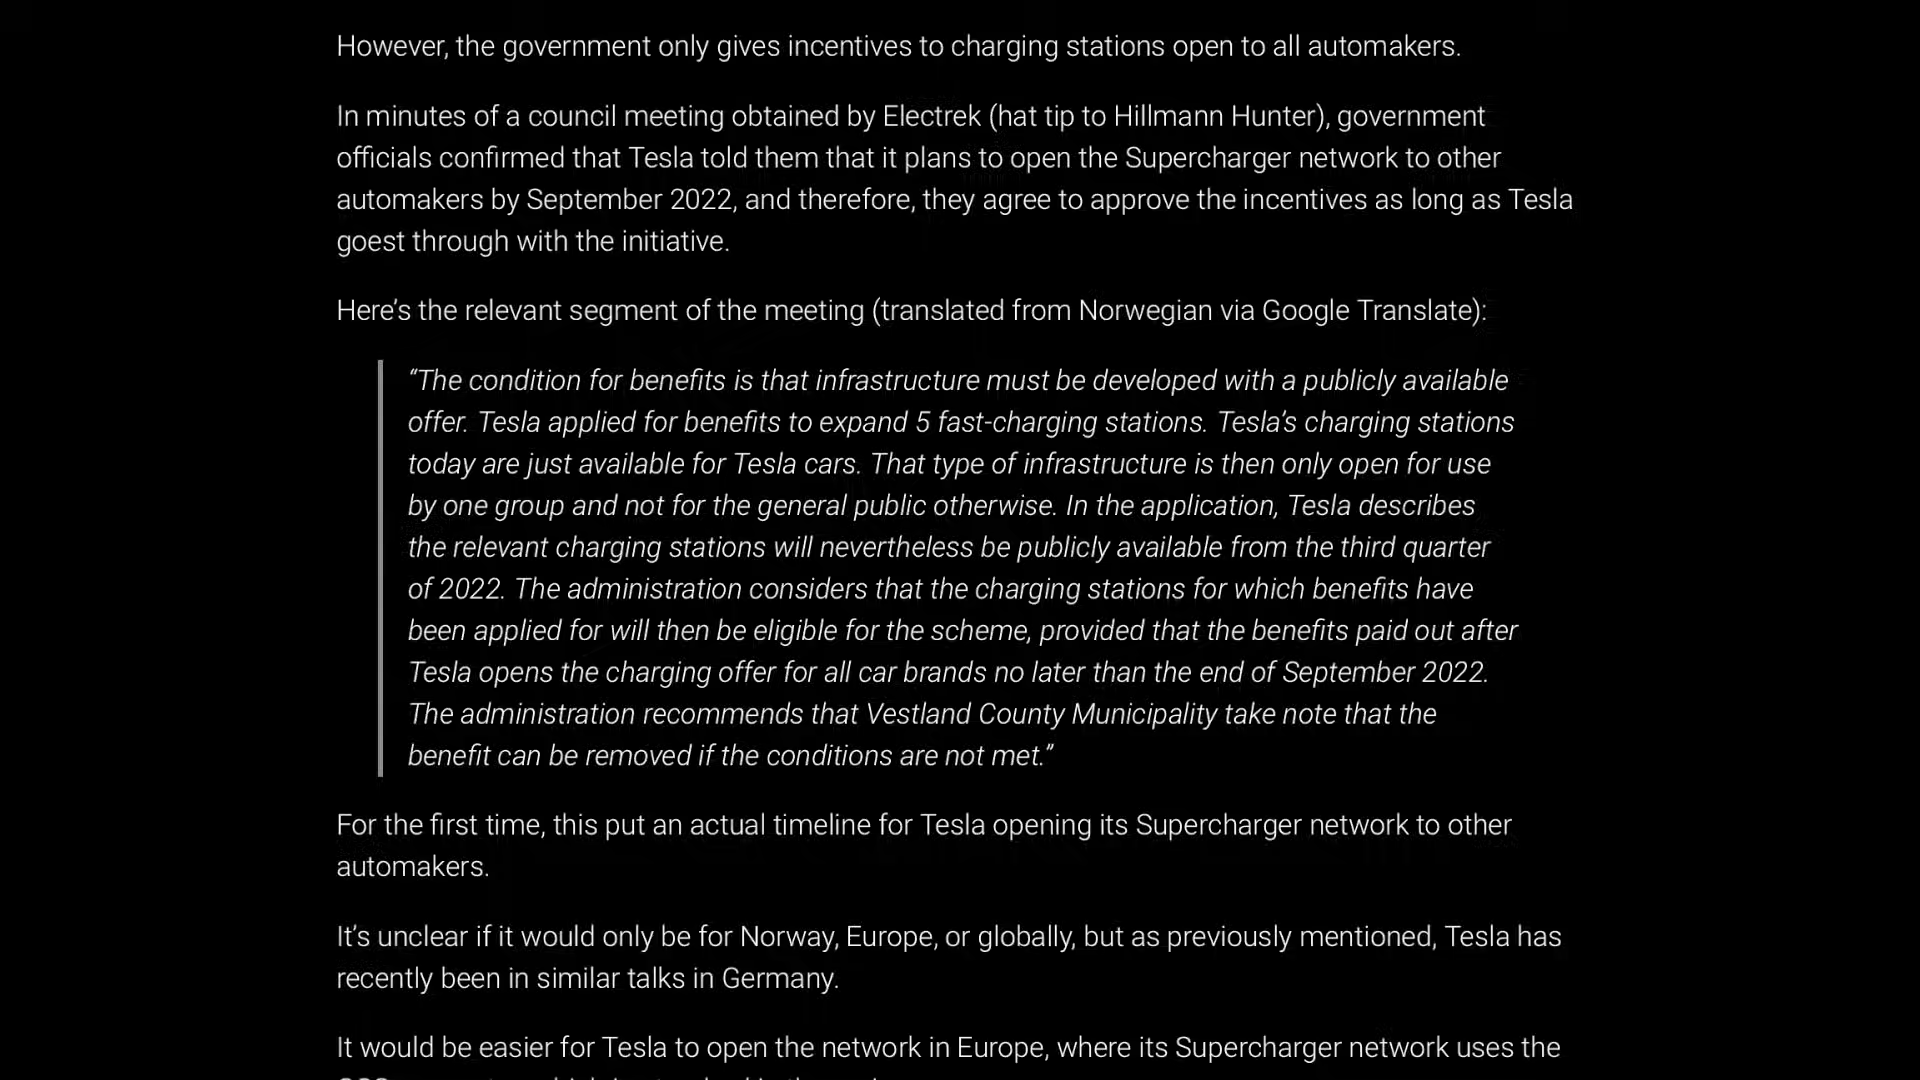 However, the government only gives incentives to charging stations open to all automakers.
In minutes of a council meeting obtained by Electrek (hat tip to Hillmann Hunter), government
officials confirmed that Tesla told them that it plans to open the Supercharger network to other
automakers by September 2022, and therefore, they agree to approve the incentives as long as Tesla
goest through with the initiative.
Here’s the relevant segment of the meeting (translated from Norwegian via Google Translate):
“The condition for benefits is that infrastructure must be developed with a publicly available
offer. Tesla applied for benefits to expand 5 fast-charging stations. Tesla’s charging stations
today are just available for Tesla cars. That type of infrastructure is then only open for use
by one group and not for the general public otherwise. In the application, Tesla describes
the relevant charging stations will nevertheless be publicly available from the third quarter
of 2022. The administration considers that the charging stations for which benefits have
been applied for will then be eligible for the scheme, provided that the benefits paid out after
Tesla opens the charging offer for all car brands no later than the end of September 2022.
The administration recommends that Vestland County Municipality take note that the
benefit can be removed if the conditions are not met.”
For the first time, this put an actual timeline for Tesla opening its Supercharger network to other
automakers.
It’s unclear if it would only be for Norway, Europe, or globally, but as previously mentioned, Tesla has
recently been in similar talks in Germany.
It would be easier for Tesla to open the network in Europe, where its Supercharger network uses the